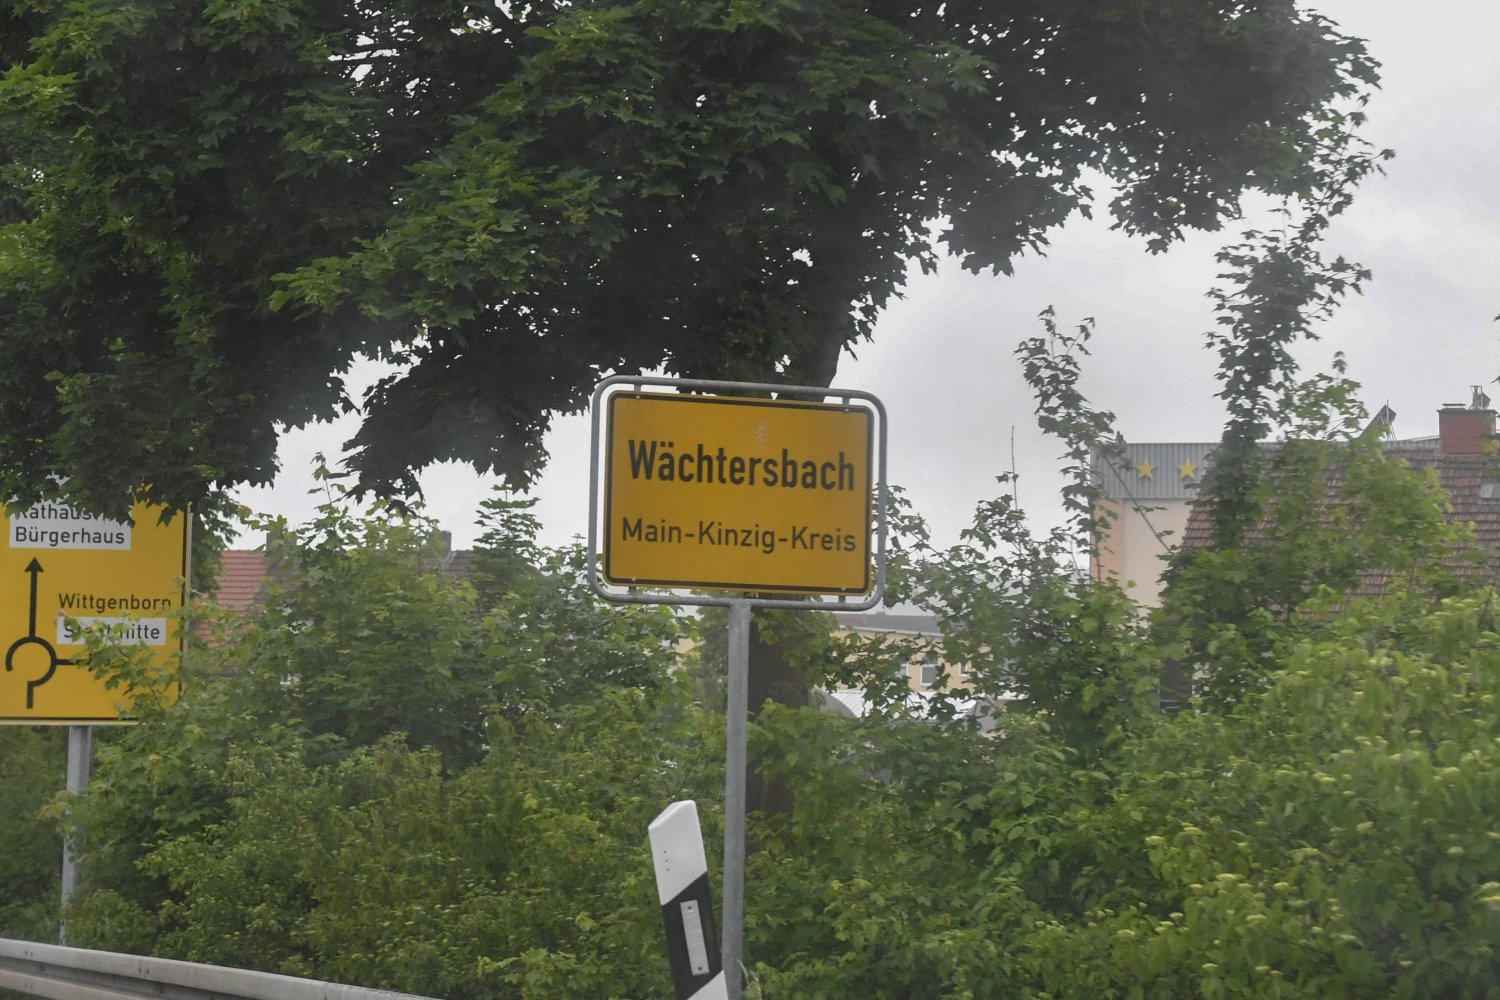 Bürgerhaus
Wittgenborn
Wächtersbach
Main-Kinzig-Kreis